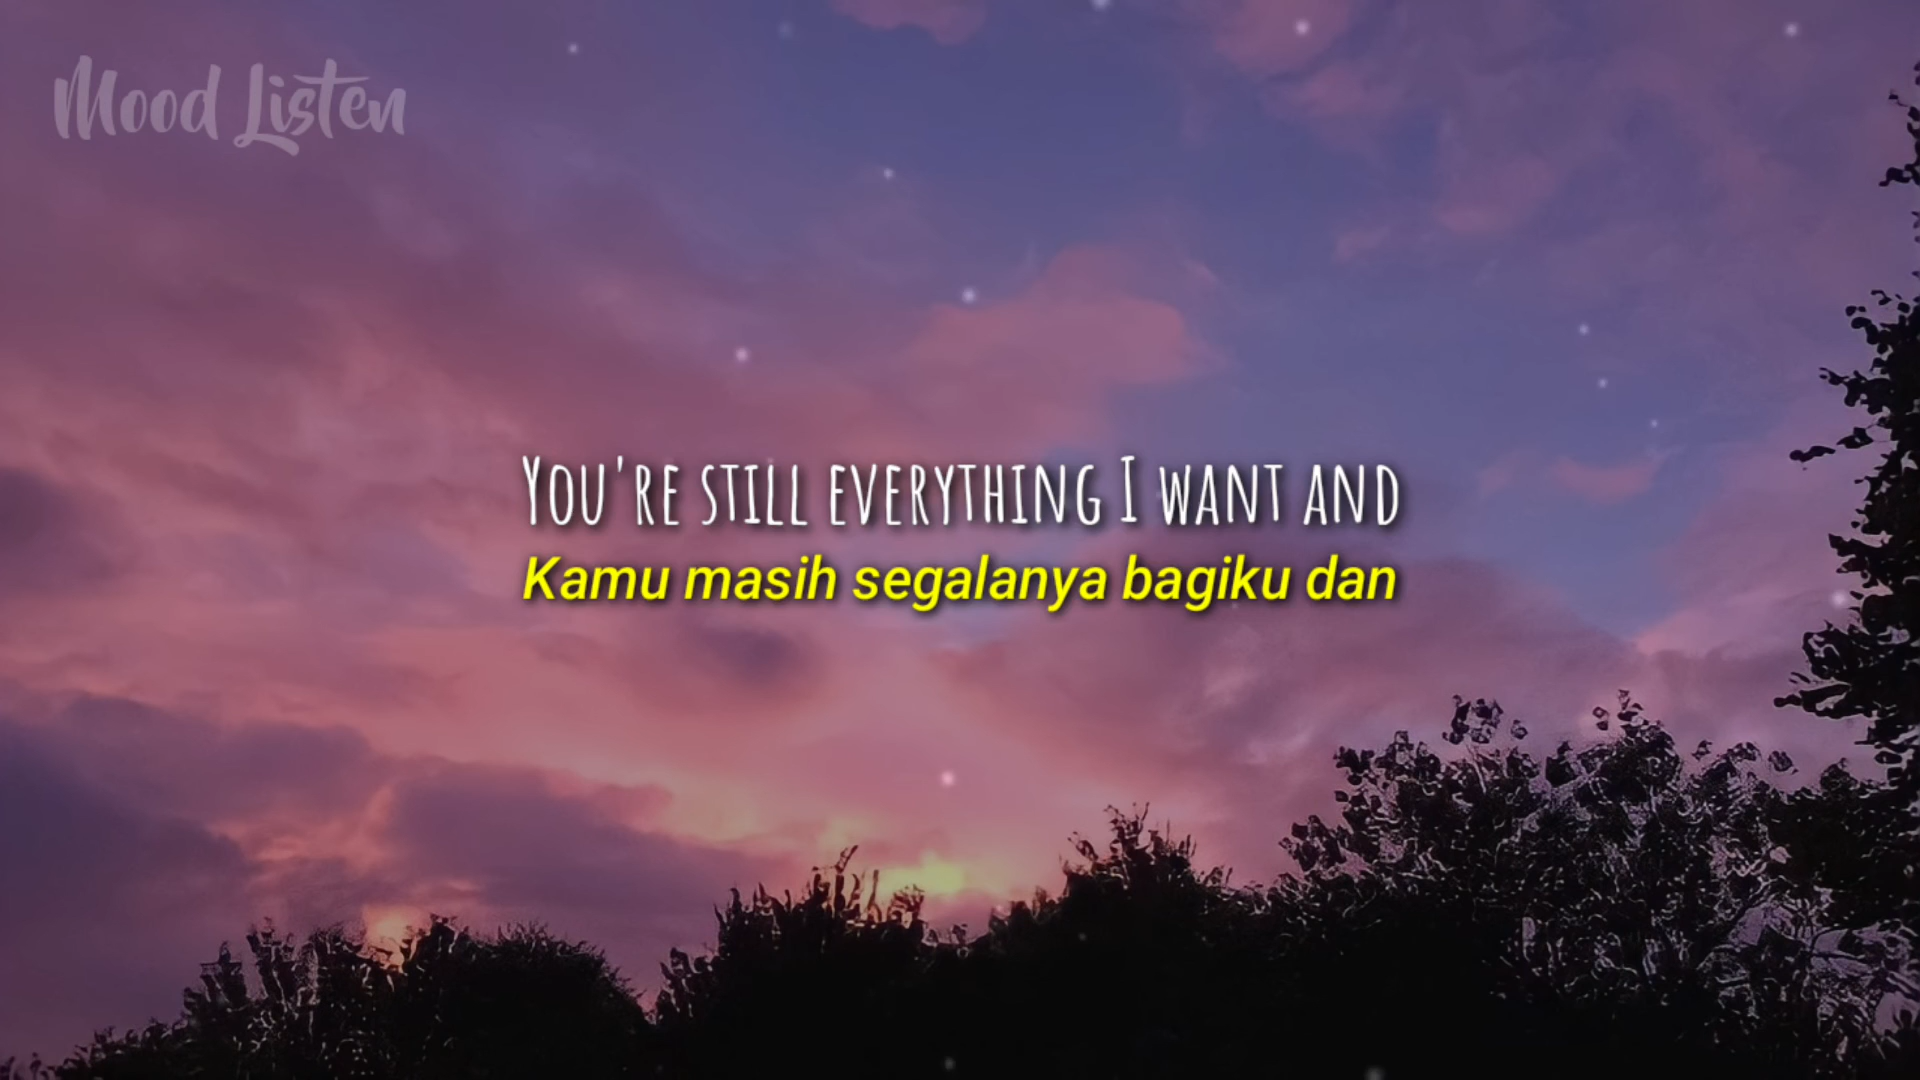 Mood Listen
You're still everything I want and
Kamu masih segalanya bagiku dan